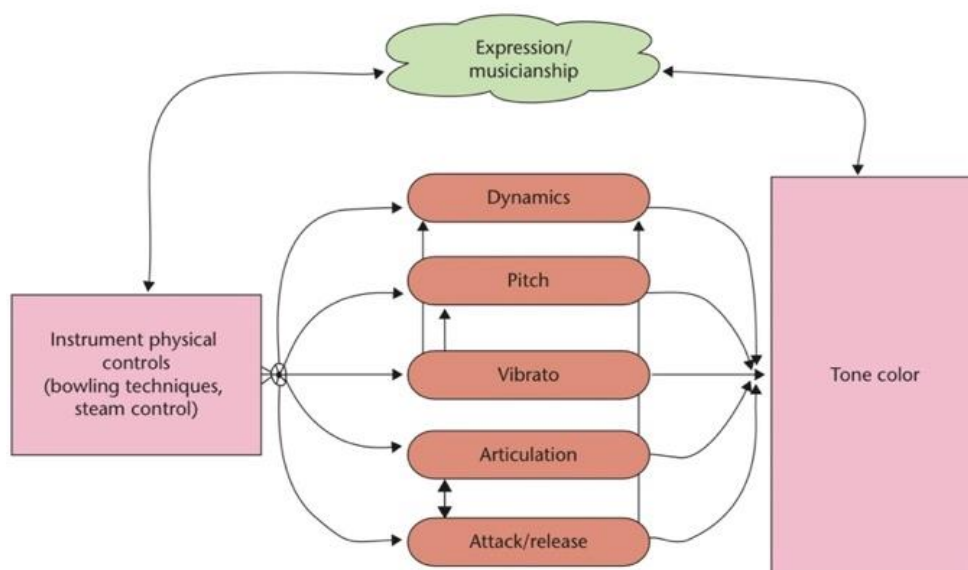 Expression/
musicianship
Dynamics
Pitch
Instrument physical
controls
(bowling techniques,
steam control)
Vibrato
Tone color
Articulation
Attack/release